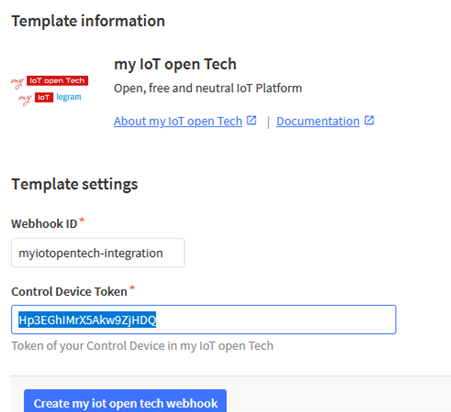 Template information
my IoT open Tech
my IoT legram
my IoT open Tech
Open, free and neutral IoT Platform
About my IoT open Tech | Documentation
Template settings
Webhook ID *
myiotopentech-integration
Control Device Token *
Hp3EGhIMrX5Akw9ZjHDQ
Token of your Control Device in my IoT open Tech
Create my iot open tech webhook